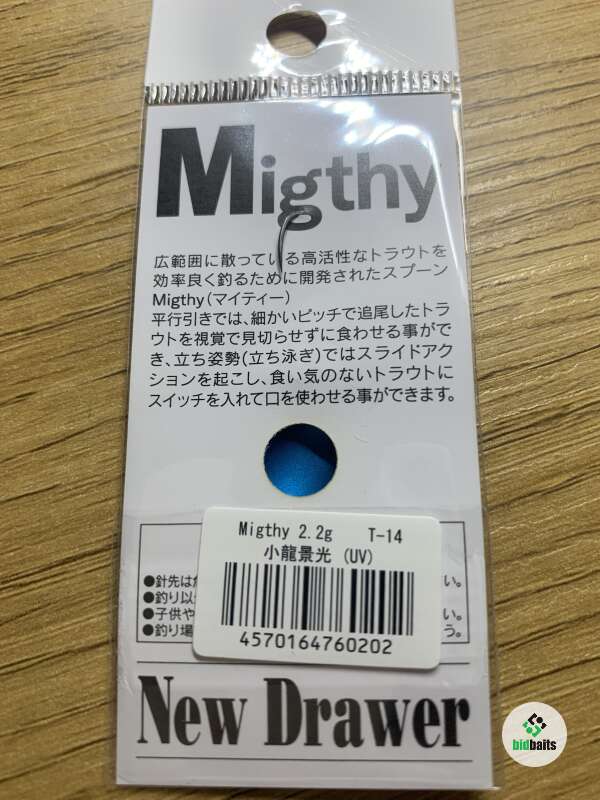 Migthy
広範囲に散っている高活性なトラウトを
効率良く釣るために開発されたスプーン
Migthy(マイティー)
平行引きでは、細かいピッチで追尾したトラ
ウトを視覚で見切らせずに食わせる事がで
き、立ち姿勢(立ち泳ぎ)ではスライドアク
ションを起こし、食い気のないトラウトに
スイッチを入れて口を使わせる事ができます。
Migthy 2.2g T-14
小龍景光 (UV)
4570164760202
●針先は い。
●釣り以
●子供や い。
●釣り場 う。
New Drawer
bidbaits